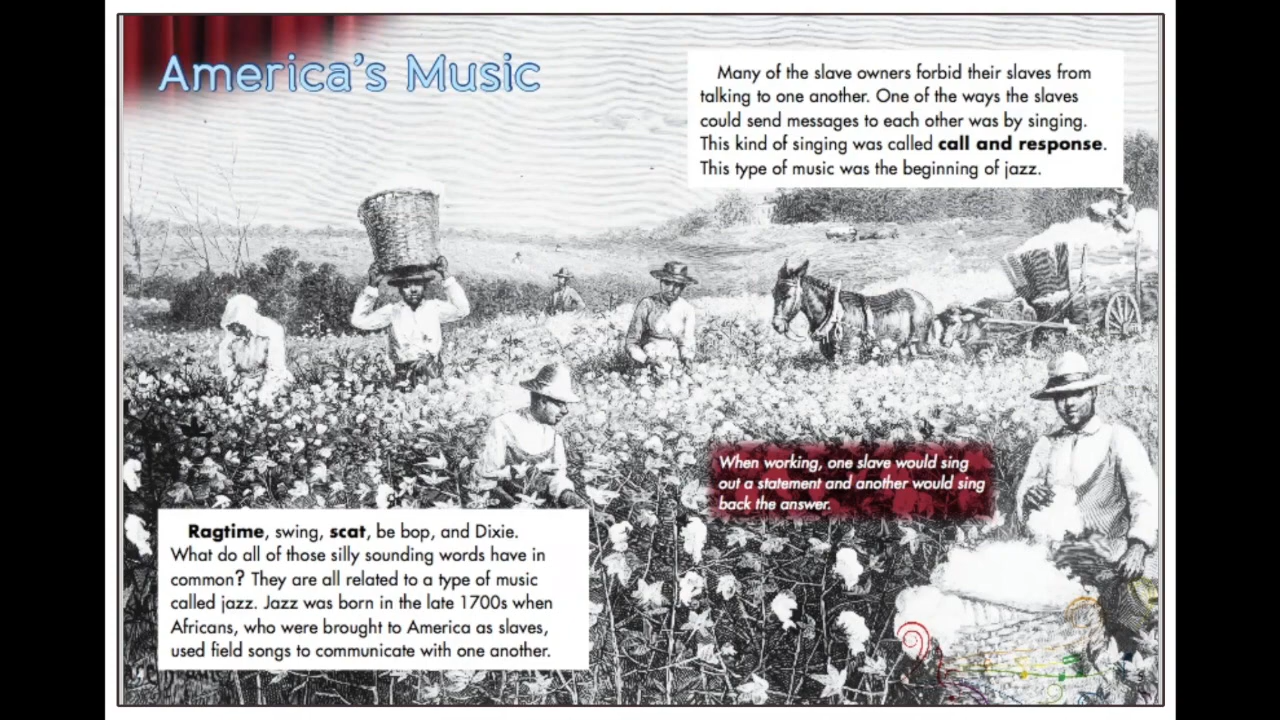 America's Music
Many of the slave owners forbid their slaves from
talking to one another. One of the ways the slaves
could send messages to each other was by singing.
This kind of singing was called call and response.
This type of music was the beginning of jazz.
When working, one slave would sing
out a statement and another would sing
back the answer.
Ragtime, swing, scat, be bop, and Dixie.
What do all of those silly sounding words have in
common? They are all related to a type of music
called jazz. Jazz was born in the late 1700s when
Africans, who were brought to America as slaves,
used field songs to communicate with one another.